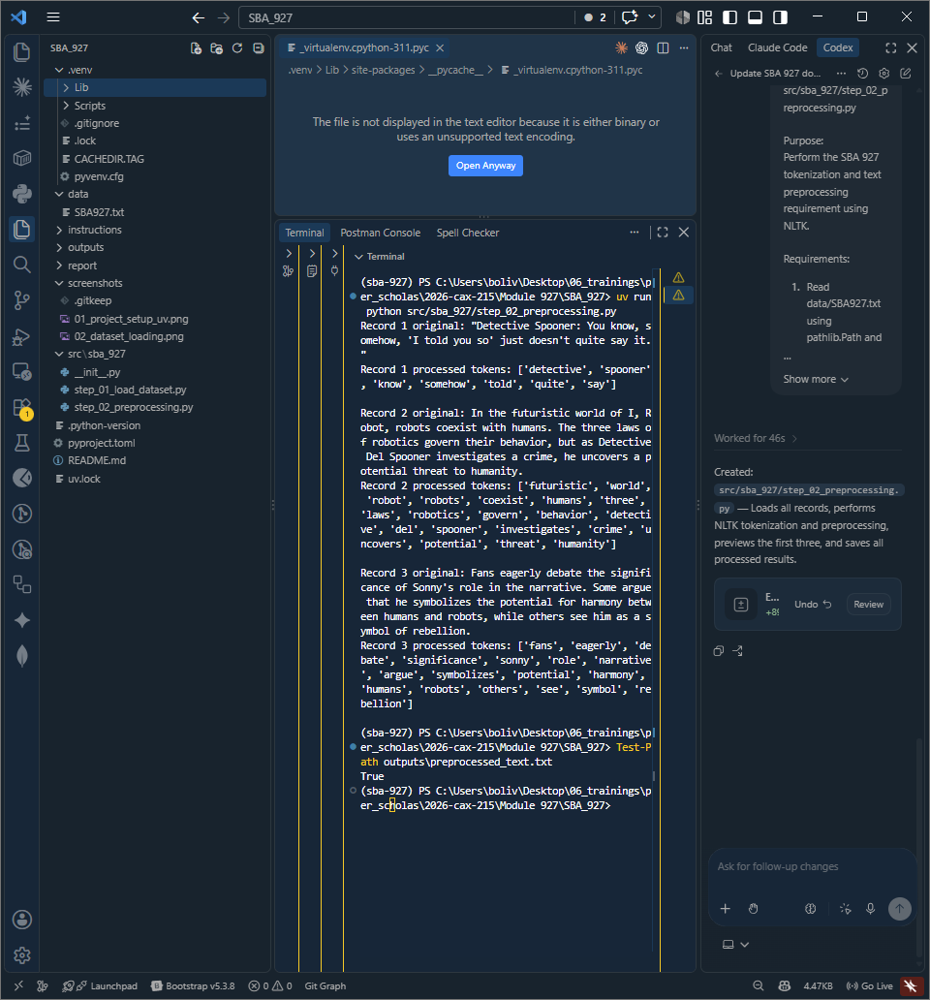 SBA_927
2
SBA_927
.venv
Lib
Scripts
.gitignore
.lock
CACHEDIR.TAG
pyvenv.cfg
data
SBA927.txt
instructions
outputs
report
screenshots
.gitkeep
01_project_setup_uv.png
02_dataset_loading.png
src\sba_927
__init__.py
step_01_load_dataset.py
step_02_preprocessing.py
.python-version
pyproject.toml
README.md
uv.lock
1
_virtualenv.cpython-311.pyc
.venv > Lib > site-packages > __pycache__ > _virtualenv.cpython-311.pyc
The file is not displayed in the text editor because it is either binary or
uses an unsupported text encoding.
Open Anyway
Terminal Postman Console Spell Checker
Terminal
(sba-927) PS C:\Users\boliv\Desktop\06_trainings\p
er_scholas\2026-cax-215\Module 927\SBA_927> uv run
python src/sba_927/step_02_preprocessing.py
Record 1 original: "Detective Spooner: You know, s
omehow, 'I told you so' just doesn't quite say it.
"
Record 1 processed tokens: ['detective', 'spooner'
, 'know', 'somehow', 'told', 'quite', 'say']
Record 2 original: In the futuristic world of I, R
obot, robots coexist with humans. The three laws o
f robotics govern their behavior, but as Detective
Del Spooner investigates a crime, he uncovers a p
otential threat to humanity.
Record 2 processed tokens: ['futuristic', 'world',
'robot', 'robots', 'coexist', 'humans', 'three',
'laws', 'robotics', 'govern', 'behavior', 'detecti
ve', 'del', 'spooner', 'investigates', 'crime', 'u
ncovers', 'potential', 'threat', 'humanity']
Record 3 original: Fans eagerly debate the signifi
cance of Sonny's role in the narrative. Some argue
that he symbolizes the potential for harmony betw
een humans and robots, while others see him as a s
ymbol of rebellion.
Record 3 processed tokens: ['fans', 'eagerly', 'de
bate', 'significance', 'sonny', 'role', 'narrative
', 'argue', 'symbolizes', 'potential', 'harmony',
'humans', 'robots', 'others', 'see', 'symbol', 're
bellion']
(sba-927) PS C:\Users\boliv\Desktop\06_trainings\p
er_scholas\2026-cax-215\Module 927\SBA_927> Test-P
ath outputs\preprocessed_text.txt
True
(sba-927) PS C:\Users\boliv\Desktop\06_trainings\p
er_scholas\2026-cax-215\Module 927\SBA_927>
Chat Claude Code Codex
Update SBA 927 do...
src/sba_927/step_02_p
reprocessing.py
Purpose:
Perform the SBA 927
tokenization and text
preprocessing
requirement using
NLTK.
Requirements:
1. Read
data/SBA927.txt
using
pathlib.Path and
...
Show more
Worked for 46s
Created:
src/sba_927/step_02_preprocessing.
py — Loads all records, performs
NLTK tokenization and preprocessing,
previews the first three, and saves all
processed results.
E...
Undo
Review
Ask for follow-up changes
Launchpad Bootstrap v5.3.8 0 0 Git Graph
4.47KB Go Live